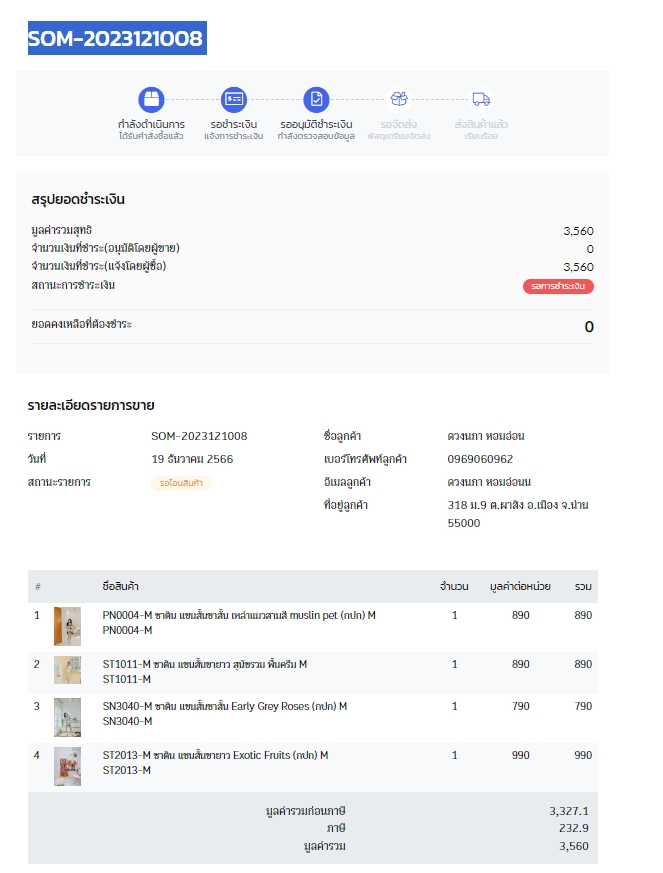 SOM-2023121008
กำลังดำเนินการ รอชำระเงิน รออนุมัติชำระเงิน รอจัดส่ง ส่งสินค้าแล้ว
ได้รับคำสั่งซื้อแล้ว แจ้งการชำระเงิน กำลังตรวจสอบข้อมูล พัสดุเตรียมจัดส่ง เรียบร้อย
สรุปยอดชำระเงิน
มูลค่ารวมสุทธิ 3,560
จำนวนเงินที่ชำระ(อนุมัติโดยผู้ขาย) 0
จำนวนเงินที่ชำระ(แจ้งโดยผู้ซื้อ) 3,560
สถานะการชำระเงิน รอการชำระเงิน
ยอดคงเหลือที่ต้องชำระ 0
รายละเอียดรายการขาย
รายการ SOM-2023121008 ชื่อลูกค้า ดวงนภา หอมอ่อน
วันที่ 19 ธันวาคม 2566 เบอร์โทรศัพท์ลูกค้า 0969060962
สถานะรายการ รอโอนสินค้า อีเมลลูกค้า ดวงนภา หอมอ่อนน
ที่อยู่ลูกค้า 318 ม.9 ต.ผาสิง อ.เมือง จ.น่าน
55000
# ชื่อสินค้า จำนวน มูลค่าต่อหน่วย รวม
1 PN0004-M ซาติน แขนสั้นขาสั้น เหล่าแมวสามสี muslin pet (กปก) M 1 890 890
PN0004-M
2 ST1011-M ซาติน แขนสั้นขายาว สุนัขรวม พื้นครีม M 1 890 890
ST1011-M
3 SN3040-M ซาติน แขนสั้นขาสั้น Early Grey Roses (กปก) M 1 790 790
SN3040-M
4 ST2013-M ซาติน แขนสั้นขายาว Exotic Fruits (กปก) M 1 990 990
ST2013-M
มูลค่ารวมก่อนภาษี 3,327.1
ภาษี 232.9
มูลค่ารวม 3,560